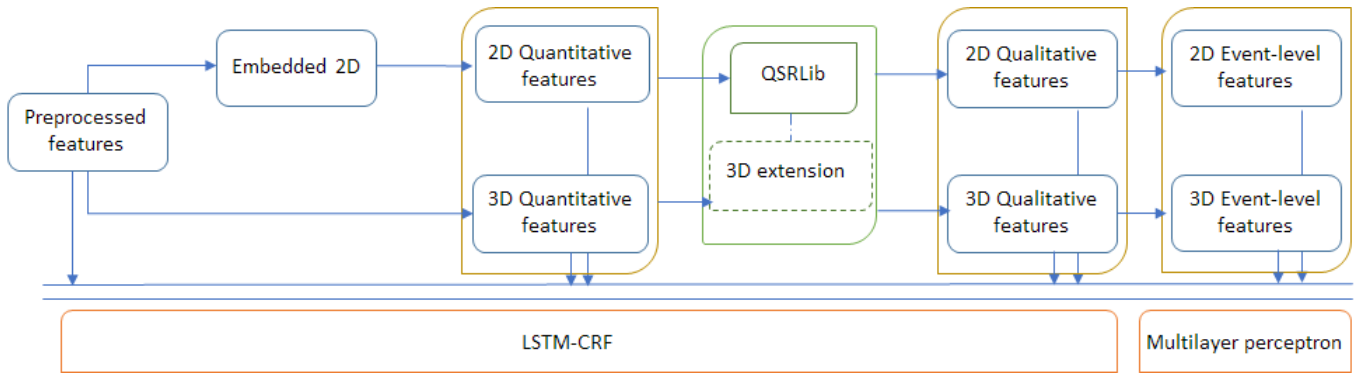 Preprocessed
features
Embedded 2D
2D Quantitative
features
3D Quantitative
features
QSRLib
3D extension
2D Qualitative
features
3D Qualitative
features
2D Event-level
features
3D Event-level
features
LSTM-CRF
Multilayer perceptron